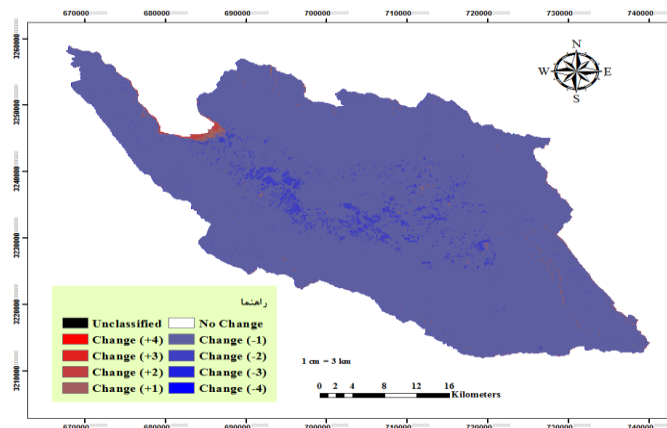 670000 680000 690000 700000 710000 720000 730000 740000
N
W E
S
3260000
3250000
3240000
3230000
3220000
3210000
راهنما
Unclassified No Change
Change (+4) Change (-1)
Change (+3) Change (-2)
Change (+2) Change (-3)
Change (+1) Change (-4)
1 cm = 3 km
0 2 4 8 12 16
Kilometers
670000 680000 690000 700000 710000 720000 730000 740000